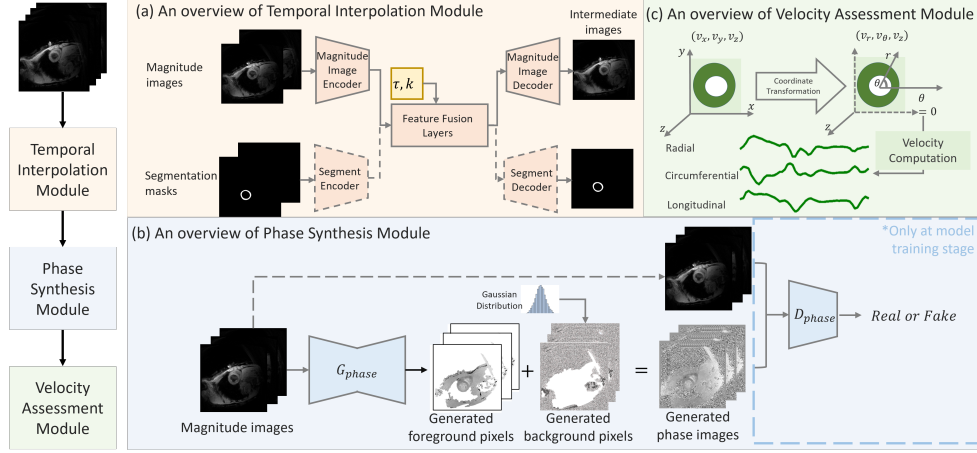 Temporal
Interpolation
Module
Phase
Synthesis
Module
Velocity
Assessment
Module
(a) An overview of Temporal Interpolation Module
Intermediate
images
Magnitude
images
Magnitude
Image
Encoder
τ, k
Feature Fusion
Layers
Magnitude
Image
Decoder
Segmentation
masks
Segment
Encoder
Segment
Decoder
(c) An overview of Velocity Assessment Module
(v_x, v_y, v_z)
(v_r, v_θ, v_z)
y
x
z
Coordinate
Transformation
r
θ
θ
= 0
z
Velocity
Computation
Radial
Circumferential
Longitudinal
(b) An overview of Phase Synthesis Module
*Only at model
training stage
Gaussian
Distribution
G_phase
+
=
D_phase
Real or Fake
Magnitude images
Generated
foreground pixels
Generated
background pixels
Generated
phase images